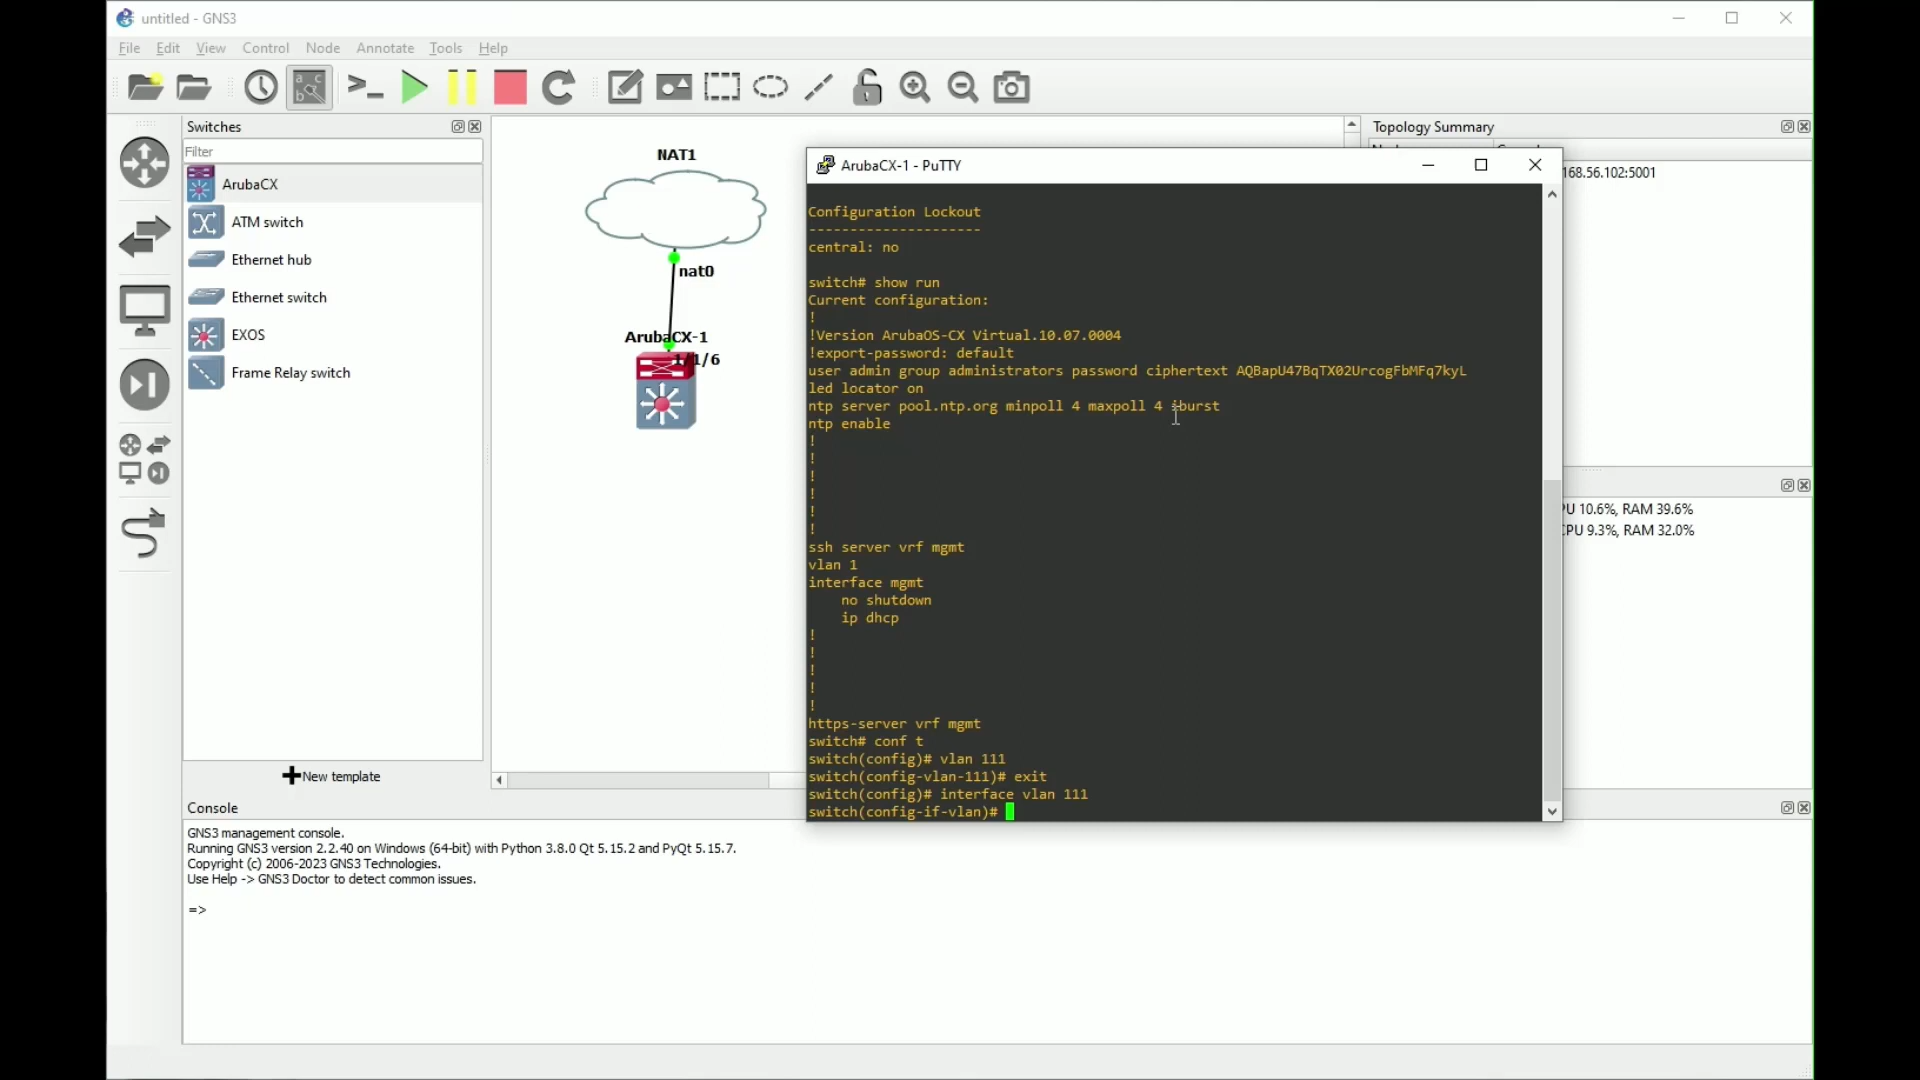 untitled - GNS3
File Edit View Control Node Annotate Tools Help
Switches
Filter
ArubaCX
ATM switch
Ethernet hub
Ethernet switch
EXOS
Frame Relay switch
New template
NAT1
nat0
ArubaCX-1
1/1/6
Topology Summary
168.56.102:5001
PU 10.6%, RAM 39.6%
CPU 9.3%, RAM 32.0%
ArubaCX-1 - PuTTY
Configuration Lockout
---------------------
central: no
switch# show run
Current configuration:
!
!Version ArubaOS-CX Virtual.10.07.0004
!export-password: default
user admin group administrators password ciphertext AQBapU47BqTX02UrcogFbMFq7kyL
led locator on
ntp server pool.ntp.org minpoll 4 maxpoll 4 iburst
ntp enable
!
!
!
!
!
!
ssh server vrf mgmt
vlan 1
interface mgmt
    no shutdown
    ip dhcp
!
!
!
!
!
https-server vrf mgmt
switch# conf t
switch(config)# vlan 111
switch(config-vlan-111)# exit
switch(config)# interface vlan 111
switch(config-if-vlan)#
Console
GNS3 management console.
Running GNS3 version 2.2.40 on Windows (64-bit) with Python 3.8.0 Qt 5.15.2 and PyQt 5.15.7.
Copyright (c) 2006-2023 GNS3 Technologies.
Use Help -> GNS3 Doctor to detect common issues.
=>